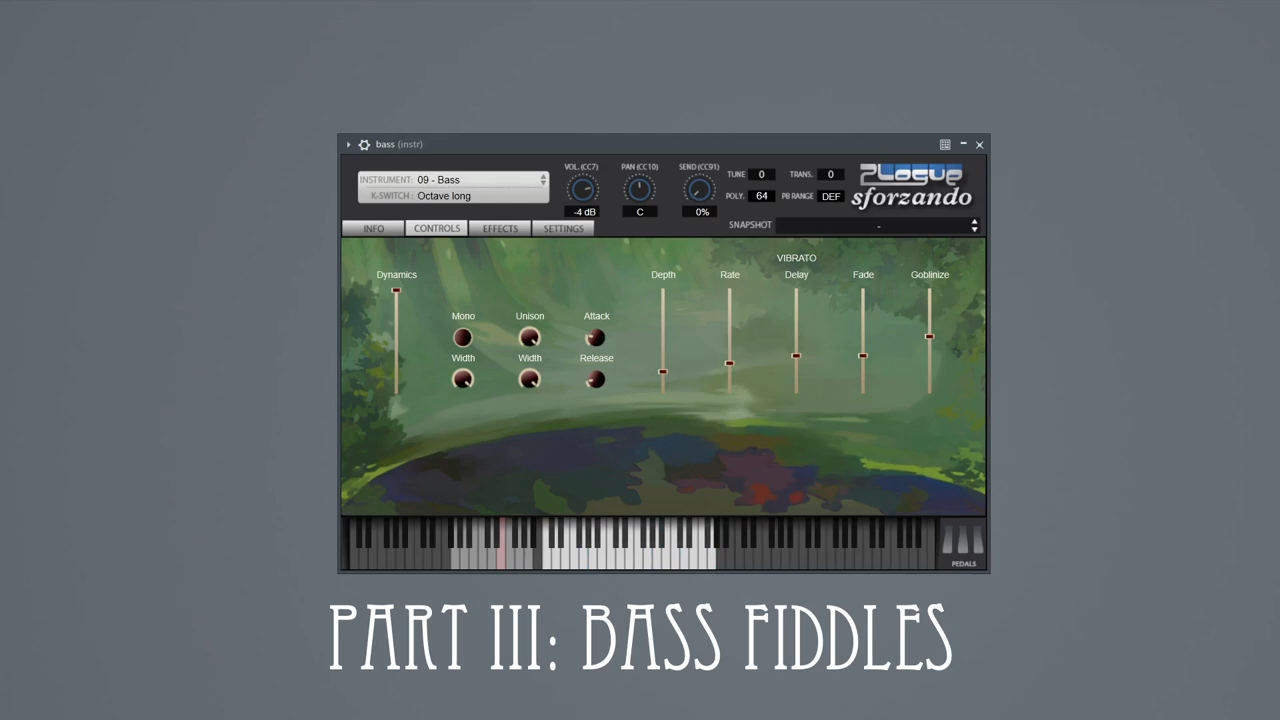 bass (instr)
INSTRUMENT: 09 - Bass
K-SWITCH: Octave long
VOL. (CC7) PAN (CC10) SEND (CC91)
-4 dB C 0%
TUNE 0 TRANS. 0
POLY. 64 PB RANGE DEF
Plogue
sforzando
SNAPSHOT -
INFO CONTROLS EFFECTS SETTINGS
VIBRATO
Dynamics Depth Rate Delay Fade Goblinize
Mono Unison Attack
Width Width Release
PEDALS
PART III: BASS FIDDLES